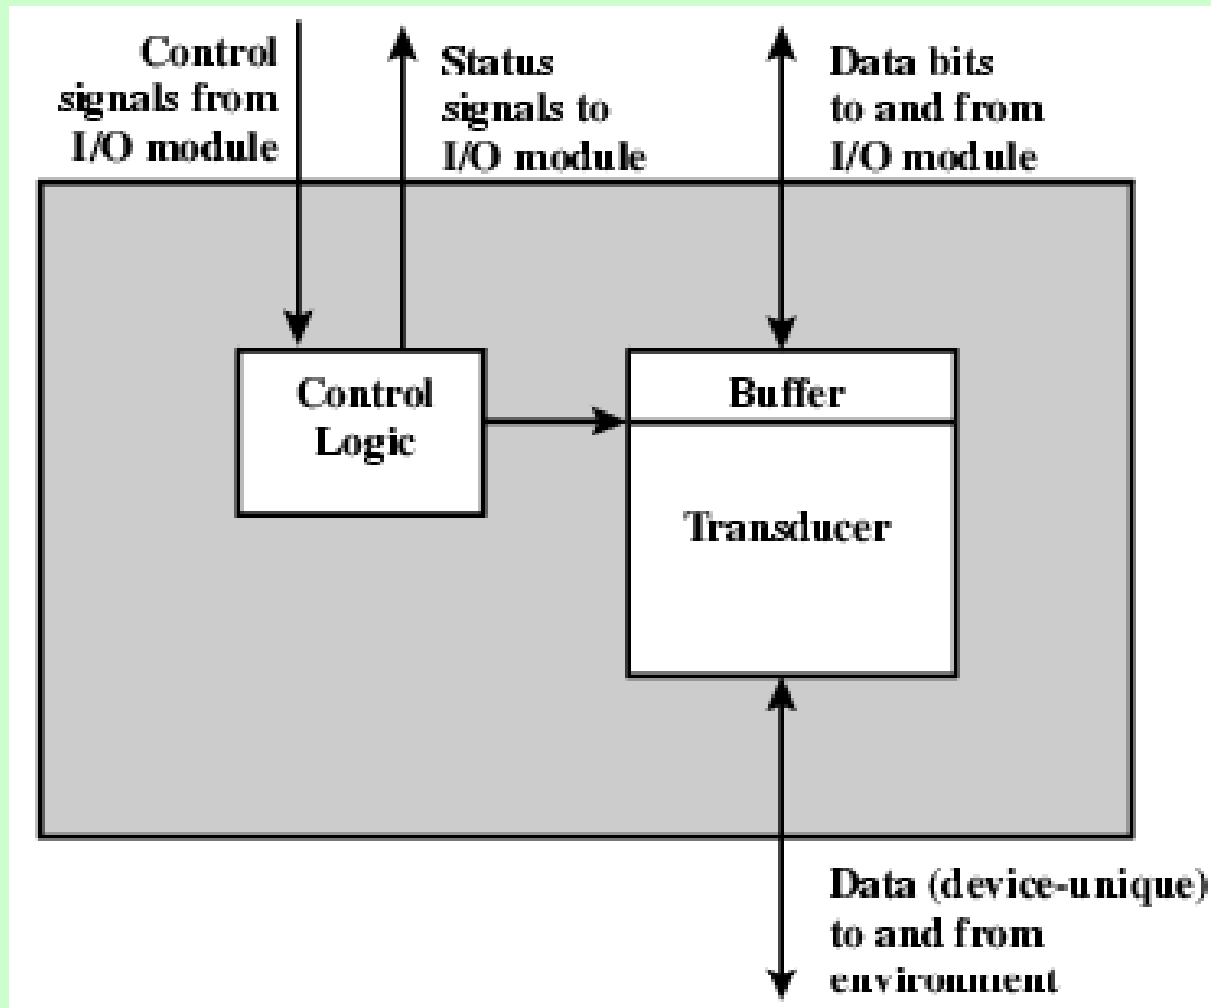 Control
signals from
I/O module
Status
signals to
I/O module
Data bits
to and from
I/O module
Control
Logic
Buffer
Transducer
Data (device-unique)
to and from
environment